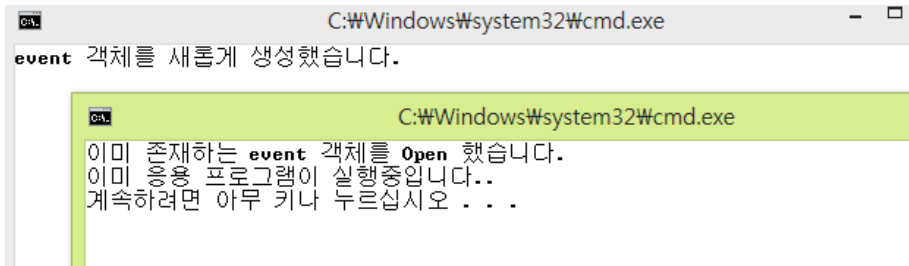 C:₩Windows₩system32₩cmd.exe
event 객체를 새롭게 생성했습니다.
C:₩Windows₩system32₩cmd.exe
이미 존재하는 event 객체를 Open 했습니다.
이미 응용 프로그램이 실행중입니다..
계속하려면 아무 키나 누르십시오 . . .